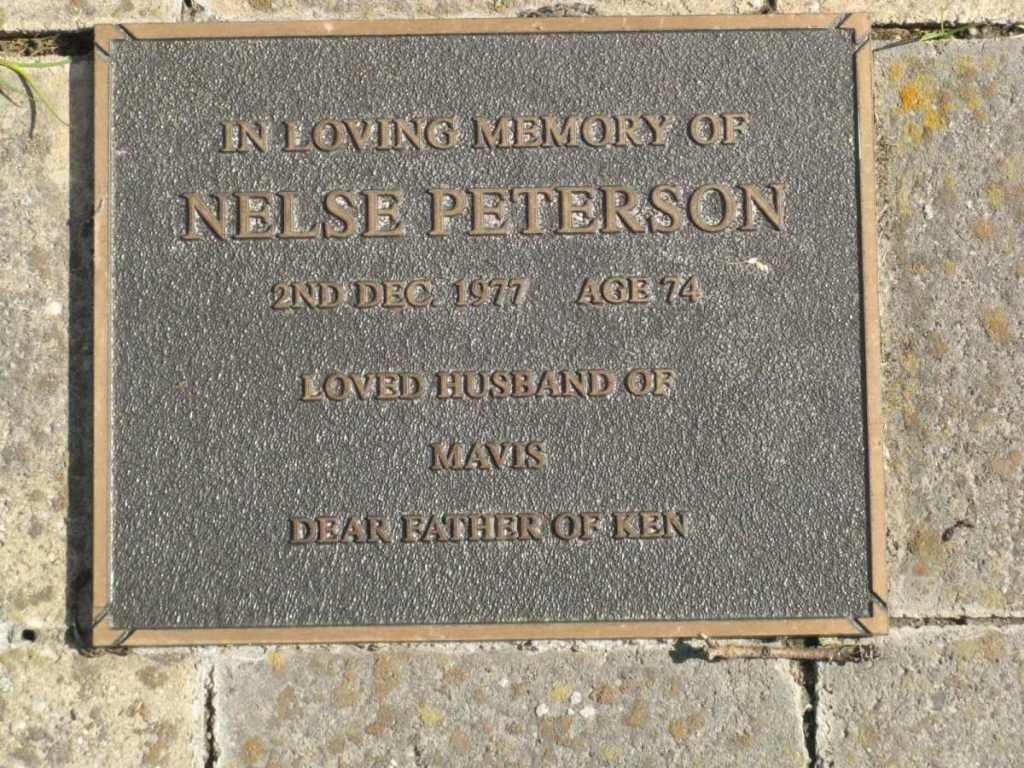 IN LOVING MEMORY OF
NELSE PETERSON
2ND DEC. 1977 AGE 74
LOVED HUSBAND OF
MAVIS
DEAR FATHER OF KEN